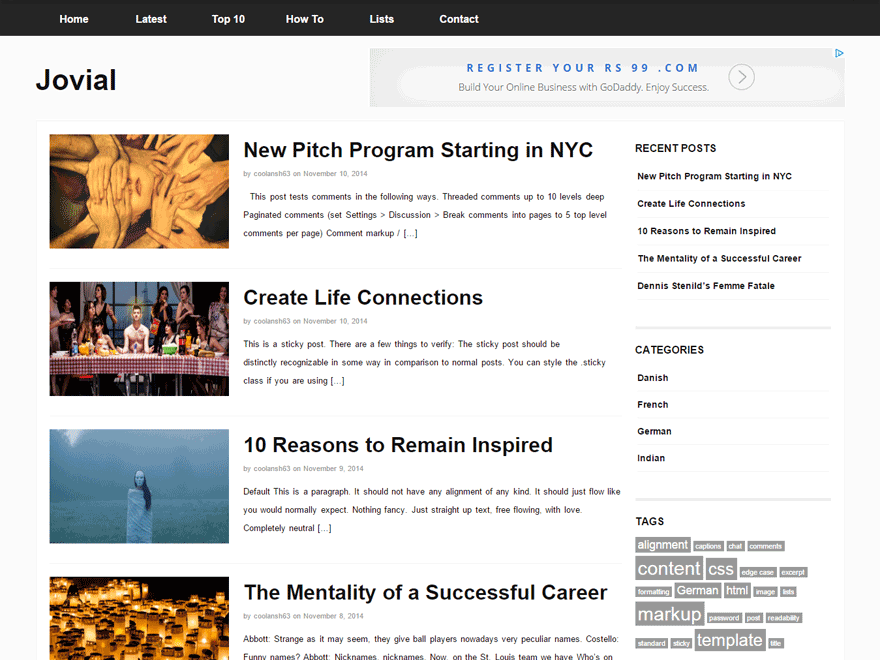 Home Latest Top 10 How To Lists Contact
Jovial
REGISTER YOUR RS 99 .COM
Build Your Online Business with GoDaddy. Enjoy Success.
New Pitch Program Starting in NYC
by coolansh63 on November 10, 2014
This post tests comments in the following ways. Threaded comments up to 10 levels deep
Paginated comments (set Settings > Discussion > Break comments into pages to 5 top level
comments per page) Comment markup / [...]
Create Life Connections
by coolansh63 on November 10, 2014
This is a sticky post. There are a few things to verify: The sticky post should be
distinctly recognizable in some way in comparison to normal posts. You can style the .sticky
class if you are using [...]
10 Reasons to Remain Inspired
by coolansh63 on November 9, 2014
Default This is a paragraph. It should not have any alignment of any kind. It should just flow like
you would normally expect. Nothing fancy. Just straight up text, free flowing, with love.
Completely neutral [...]
The Mentality of a Successful Career
by coolansh63 on November 8, 2014
Abbott: Strange as it may seem, they give ball players nowadays very peculiar names. Costello:
Funny names? Abbott: Nicknames, nicknames. Now, on the St. Louis team we have Who's on
RECENT POSTS
New Pitch Program Starting in NYC
Create Life Connections
10 Reasons to Remain Inspired
The Mentality of a Successful Career
Dennis Stenild's Femme Fatale
CATEGORIES
Danish
French
German
Indian
TAGS
alignment captions chat comments
content css edge case excerpt
formatting German html image lists
markup password post readability
standard sticky template title